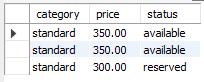 category price status
standard 350.00 available
standard 350.00 available
standard 300.00 reserved